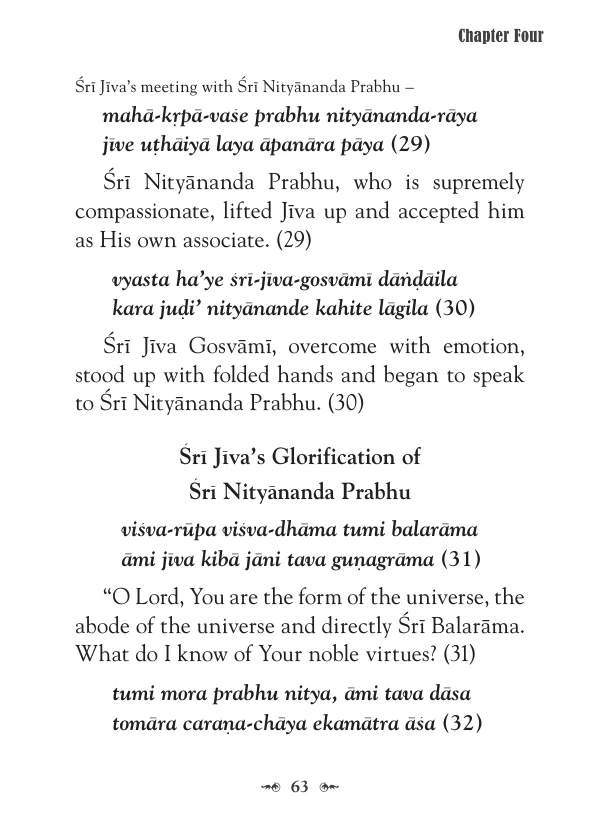 Chapter Four
Śrī Jīva's meeting with Śrī Nityānanda Prabhu –
mahā-kṛpā-vaśe prabhu nityānanda-rāya
jīve uṭhāiyā laya āpanāra pāya (29)
Śrī Nityānanda Prabhu, who is supremely
compassionate, lifted Jīva up and accepted him
as His own associate. (29)
vyasta ha'ye śrī-jīva-gosvāmī dāṅḍāila
kara juḍi' nityānande kahite lāgila (30)
Śrī Jīva Gosvāmī, overcome with emotion,
stood up with folded hands and began to speak
to Śrī Nityānanda Prabhu. (30)
Śrī Jīva's Glorification of
Śrī Nityānanda Prabhu
viśva-rūpa viśva-dhāma tumi balarāma
āmi jīva kibā jāni tava guṇagrāma (31)
“O Lord, You are the form of the universe, the
abode of the universe and directly Śrī Balarāma.
What do I know of Your noble virtues? (31)
tumi mora prabhu nitya, āmi tava dāsa
tomāra caraṇa-chāya ekamātra āśa (32)
63